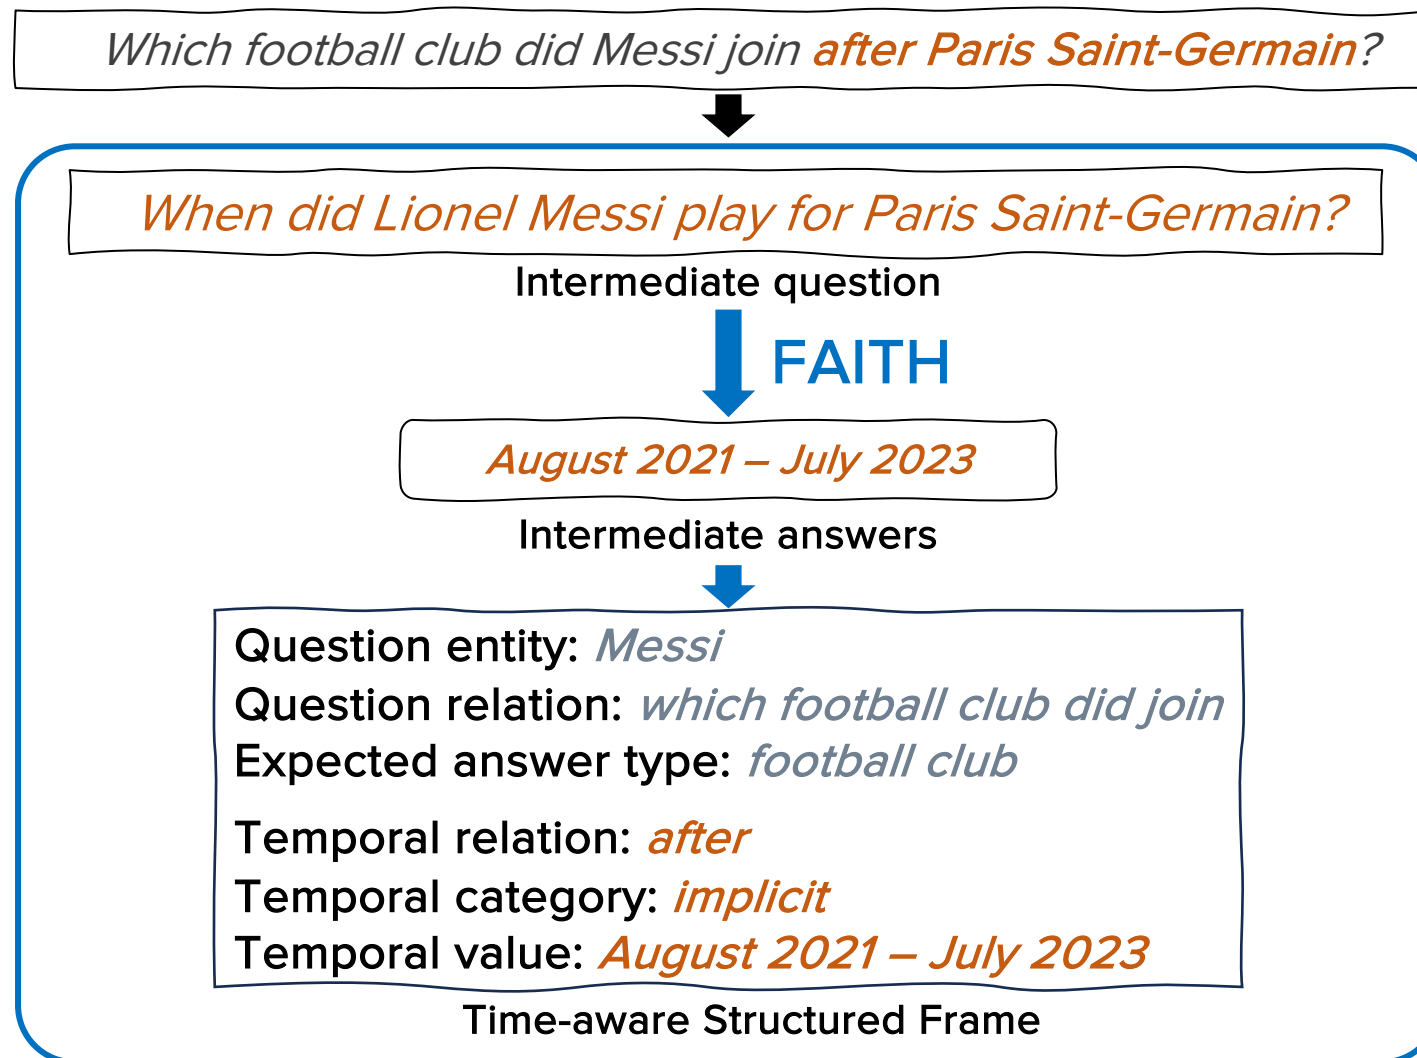 Which football club did Messi join after Paris Saint-Germain?
When did Lionel Messi play for Paris Saint-Germain?
Intermediate question
FAITH
August 2021 – July 2023
Intermediate answers
Question entity: Messi
Question relation: which football club did join
Expected answer type: football club
Temporal relation: after
Temporal category: implicit
Temporal value: August 2021 – July 2023
Time-aware Structured Frame